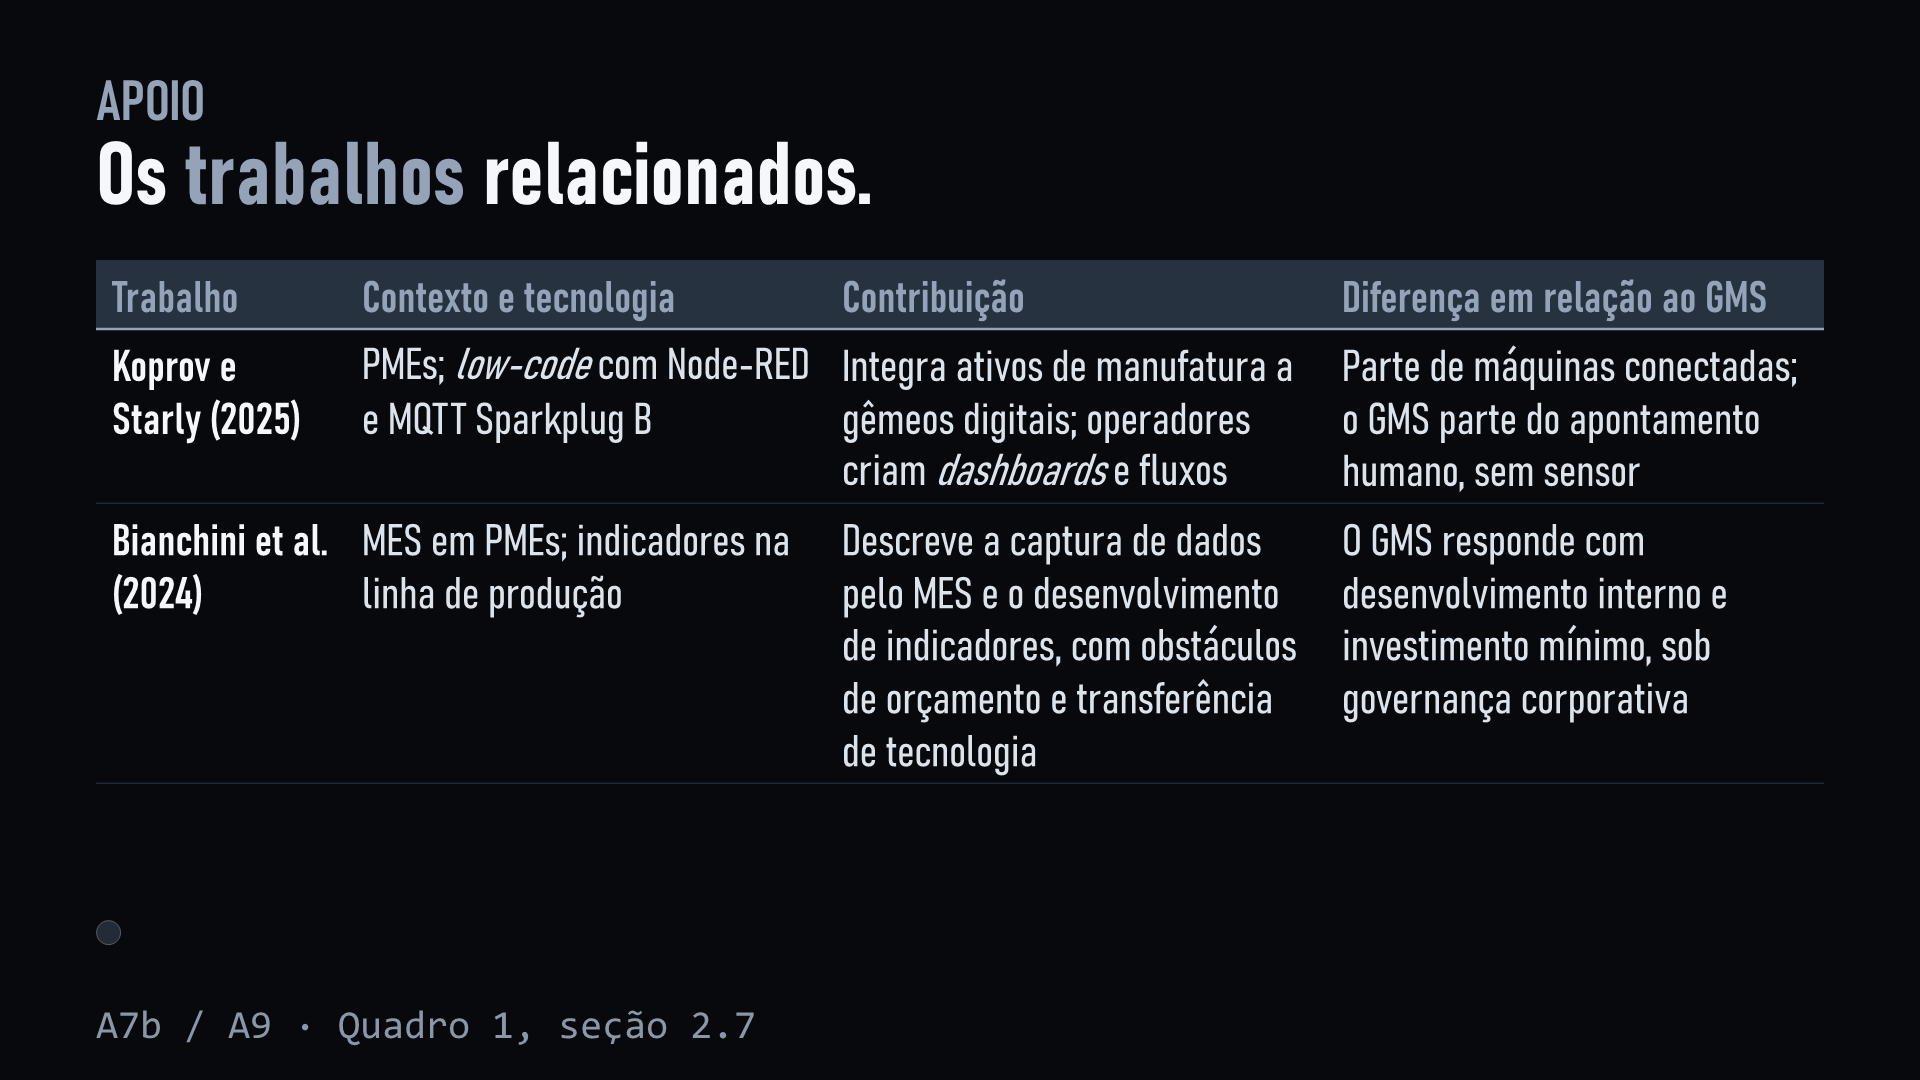 APOIO
Os trabalhos relacionados.
Trabalho
Contexto e tecnologia
Contribuição
Diferença em relação ao GMS
Koprov e
Starly (2025)
PMEs; low-code com Node-RED
e MQTT Sparkplug B
Integra ativos de manufatura a
gêmeos digitais; operadores
criam dashboards e fluxos
Parte de máquinas conectadas;
o GMS parte do apontamento
humano, sem sensor
Bianchini et al.
(2024)
MES em PMEs; indicadores na
linha de produção
Descreve a captura de dados
pelo MES e o desenvolvimento
de indicadores, com obstáculos
de orçamento e transferência
de tecnologia
O GMS responde com
desenvolvimento interno e
investimento mínimo, sob
governança corporativa
A7b / A9 · Quadro 1, seção 2.7